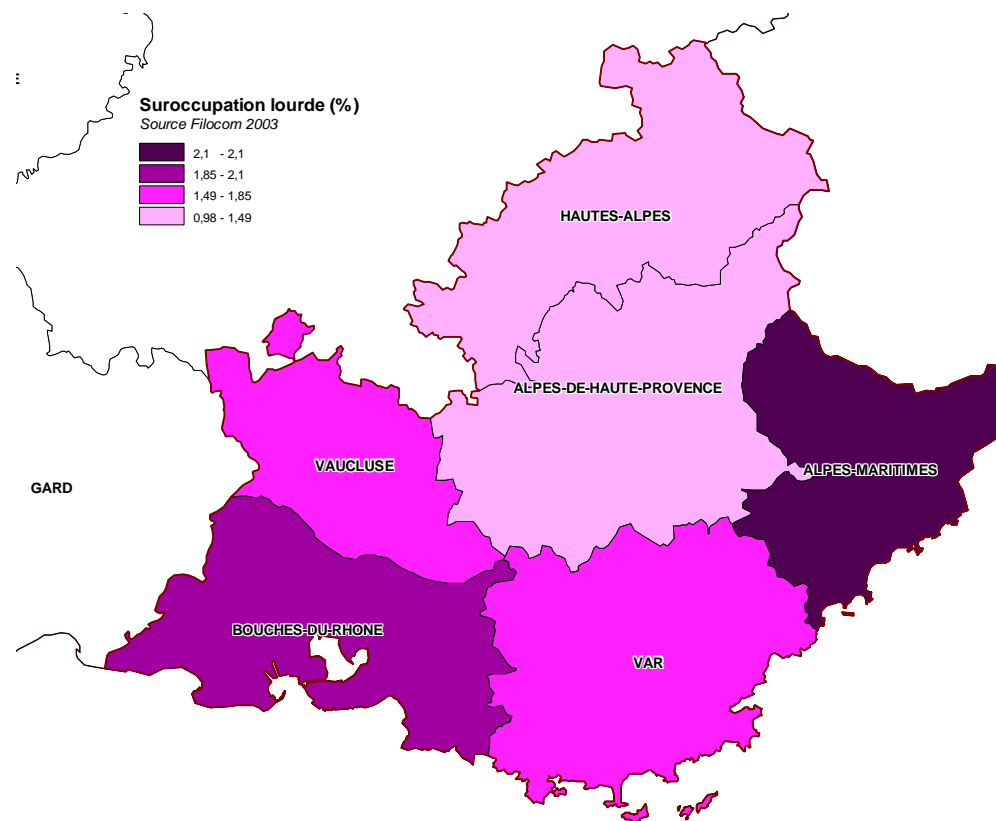 Suroccupation lourde (%)
Source Filocom 2003
2,1 - 2,1
1,85 - 2,1
1,49 - 1,85
0,98 - 1,49
HAUTES-ALPES
ALPES-DE-HAUTE-PROVENCE
VAUCLUSE
ALPES-MARITIMES
GARD
BOUCHES-DU-RHONE
VAR